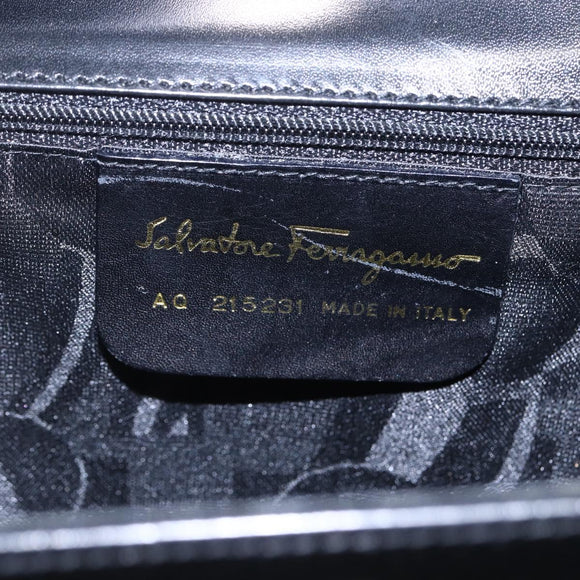 Salvatore Ferragamo
AQ 215231 MADE IN ITALY